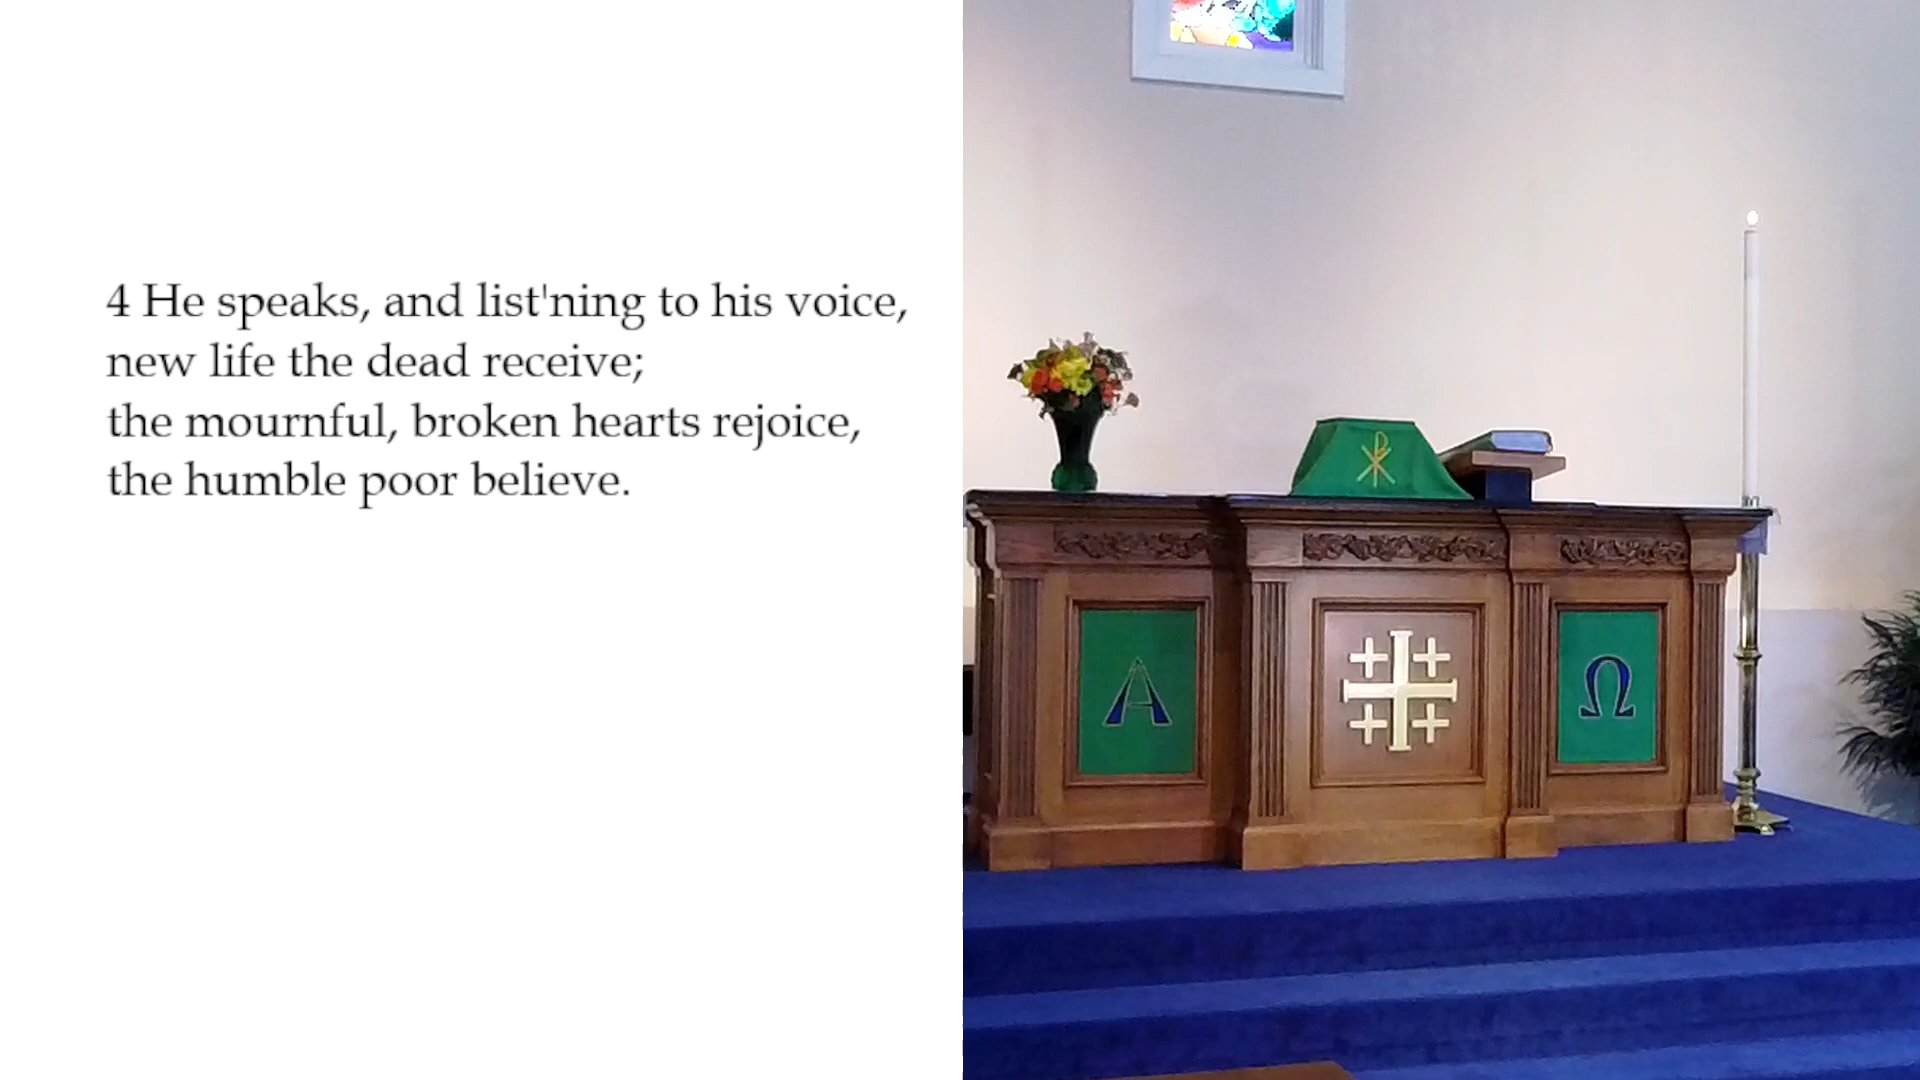 4 He speaks, and list'ning to his voice,
new life the dead receive;
the mournful, broken hearts rejoice,
the humble poor believe.
Α
Ω